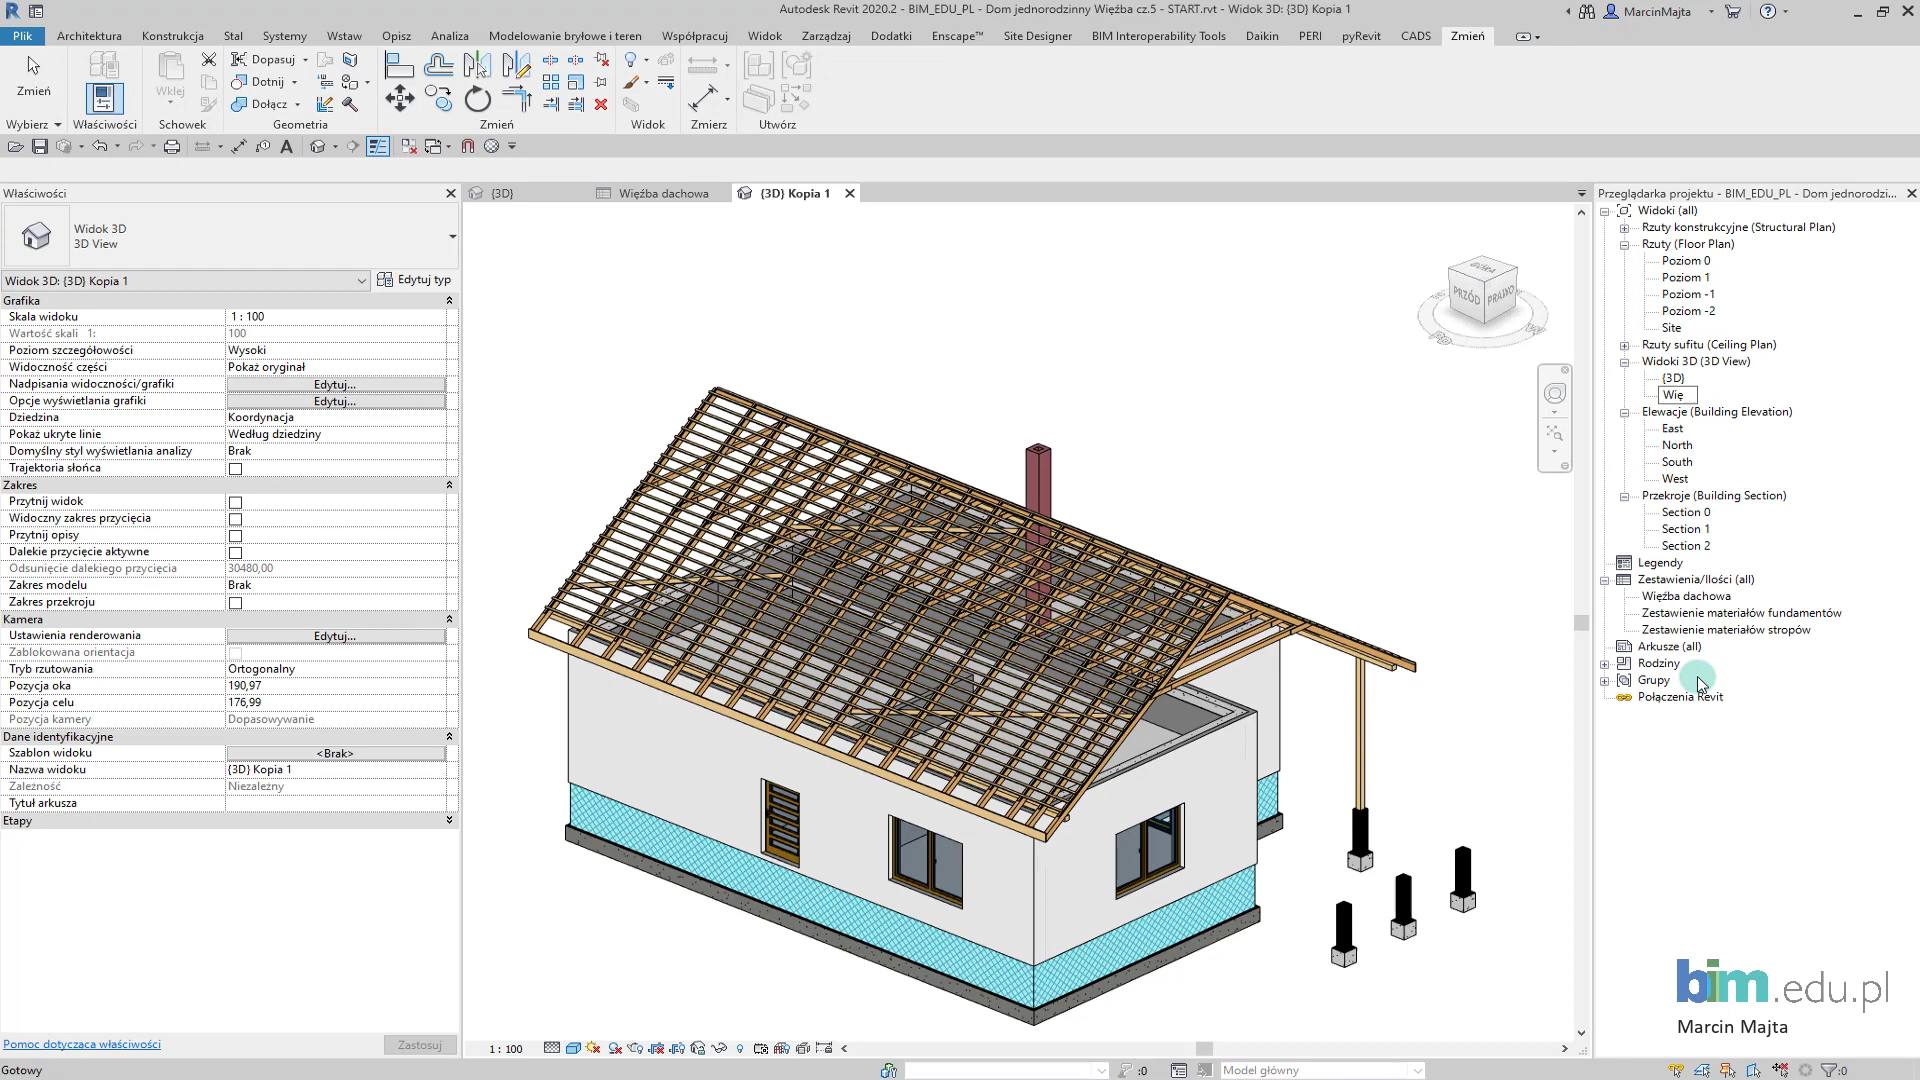 Autodesk Revit 2020.2 - BIM_EDU_PL - Dom jednorodzinny Więźba cz.5 - START.rvt - Widok 3D: {3D} Kopia 1
MarcinMajta
Plik Architektura Konstrukcja Stal Systemy Wstaw Opisz Analiza Modelowanie bryłowe i teren Współpracuj Widok Zarządzaj Dodatki Enscape™ Site Designer BIM Interoperability Tools Daikin PERI pyRevit CADS Zmień
Zmień
Wklej
Dopasuj
Dotnij
Dołącz
Wybierz Właściwości Schowek Geometria Zmień Widok Zmierz Utwórz
Właściwości
{3D}
Więźba dachowa
{3D} Kopia 1
Przeglądarka projektu - BIM_EDU_PL - Dom jednorodzi...
Widok 3D
3D View
Widok 3D: {3D} Kopia 1
Edytuj typ
Grafika
Skala widoku 1 : 100
Wartość skali 1: 100
Poziom szczegółowości Wysoki
Widoczność części Pokaż oryginał
Nadpisania widoczności/grafiki Edytuj...
Opcje wyświetlania grafiki Edytuj...
Dziedzina Koordynacja
Pokaż ukryte linie Według dziedziny
Domyślny styl wyświetlania analizy Brak
Trajektoria słońca
Zakres
Przytnij widok
Widoczny zakres przycięcia
Przytnij opisy
Dalekie przycięcie aktywne
Odsunięcie dalekiego przycięcia 30480,00
Zakres modelu Brak
Zakres przekroju
Kamera
Ustawienia renderowania Edytuj...
Zablokowana orientacja
Tryb rzutowania Ortogonalny
Pozycja oka 190,97
Pozycja celu 176,99
Pozycja kamery Dopasowywanie
Dane identyfikacyjne
Szablon widoku <Brak>
Nazwa widoku {3D} Kopia 1
Zależność Niezależny
Tytuł arkusza
Etapy
Pomoc dotycząca właściwości
Zastosuj
GÓRA
PRZÓD
PRAWO
Widoki (all)
Rzuty konstrukcyjne (Structural Plan)
Rzuty (Floor Plan)
Poziom 0
Poziom 1
Poziom -1
Poziom -2
Site
Rzuty sufitu (Ceiling Plan)
Widoki 3D (3D View)
{3D}
Wię
Elewacje (Building Elevation)
East
North
South
West
Przekroje (Building Section)
Section 0
Section 1
Section 2
Legendy
Zestawienia/Ilości (all)
Więźba dachowa
Zestawienie materiałów fundamentów
Zestawienie materiałów stropów
Arkusze (all)
Rodziny
Grupy
Połączenia Revit
bim.edu.pl
Marcin Majta
1 : 100
Gotowy
:0
Model główny
:0